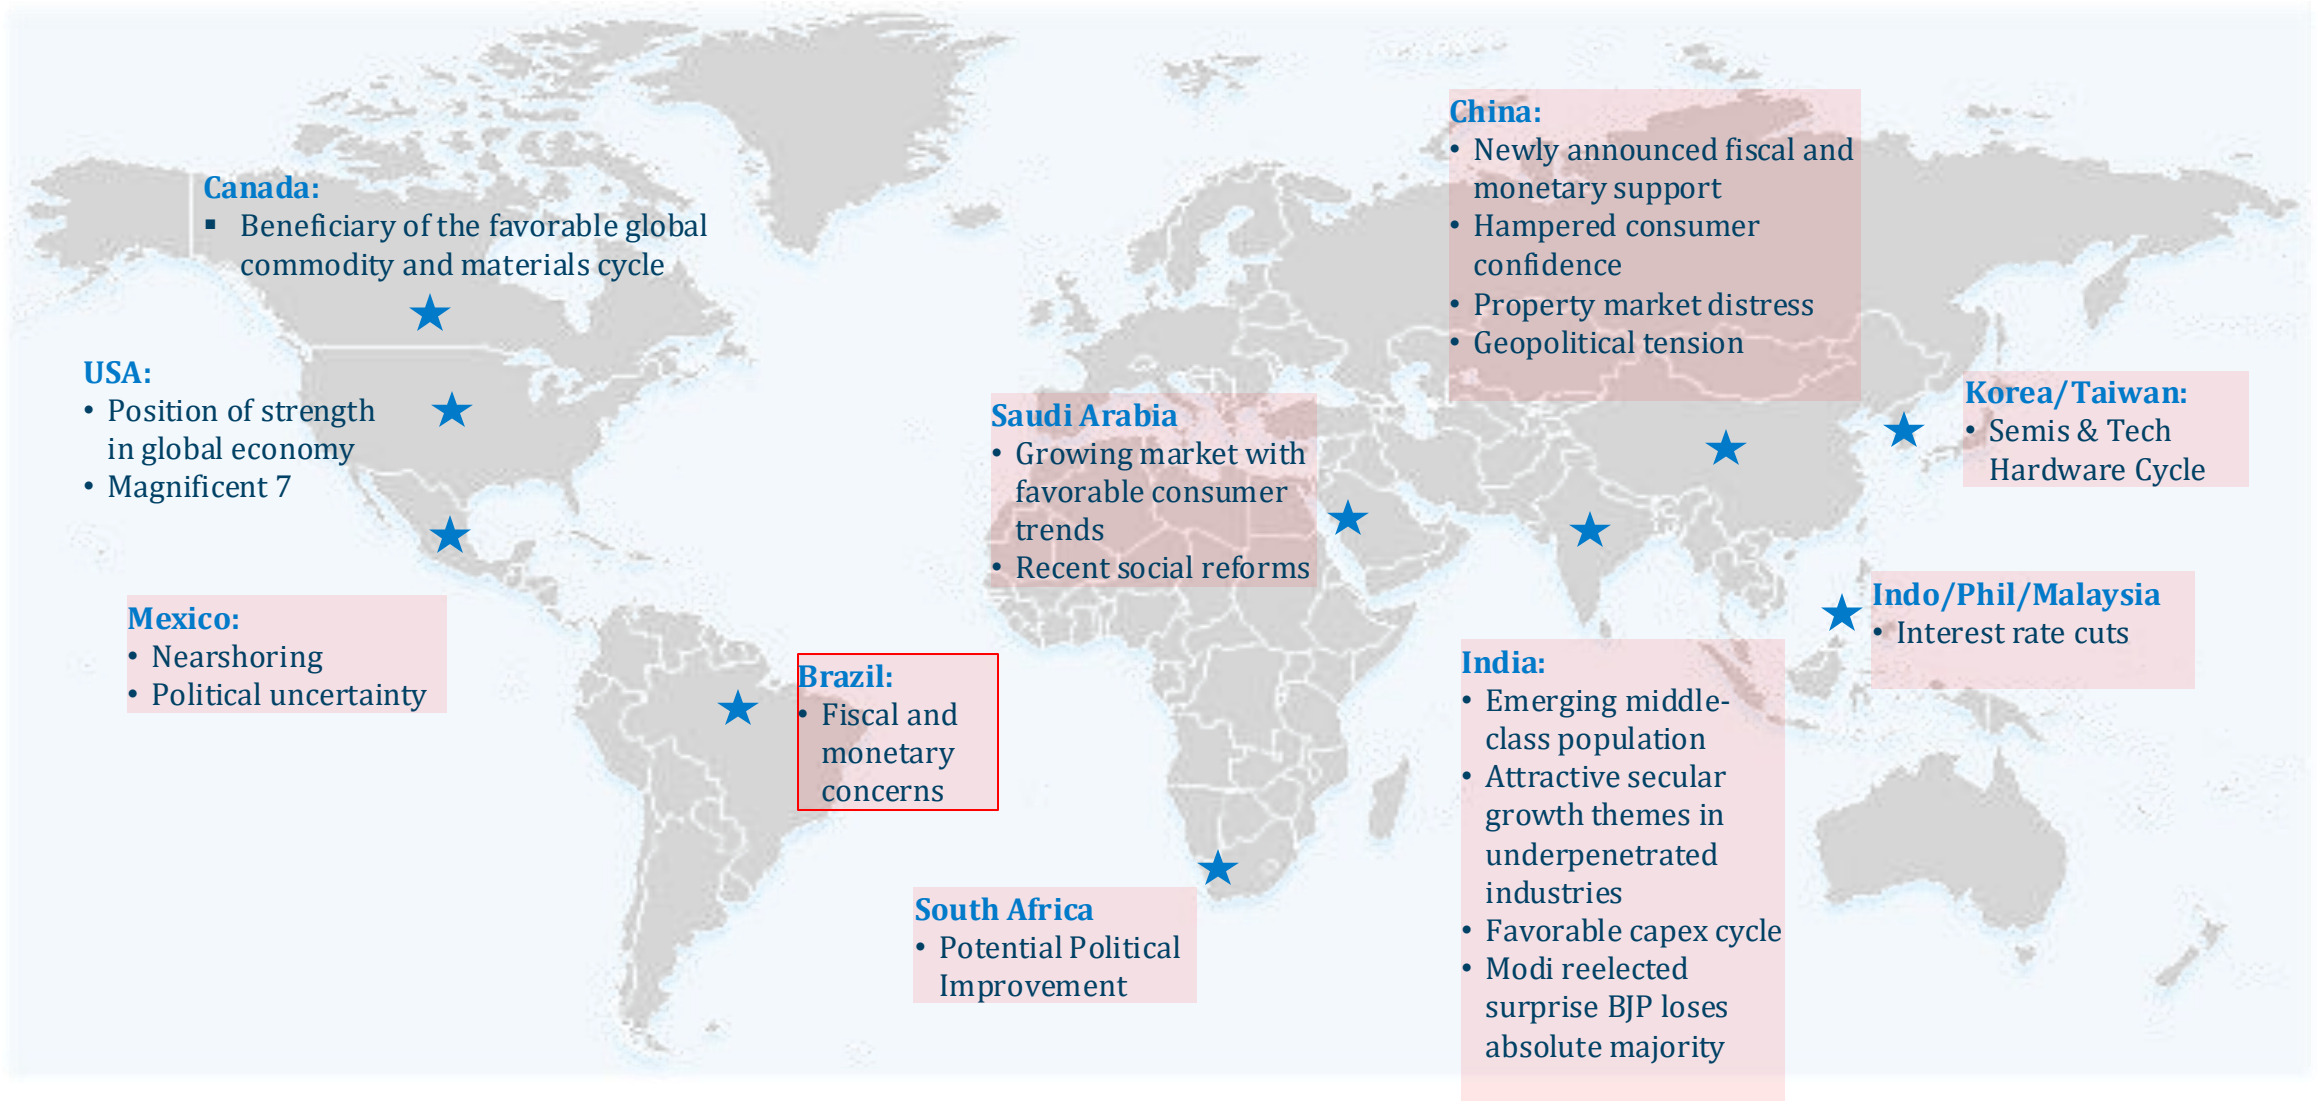 Canada:
▪ Beneficiary of the favorable global
commodity and materials cycle
USA:
• Position of strength
in global economy
• Magnificent 7
Mexico:
• Nearshoring
• Political uncertainty
Brazil:
• Fiscal and
monetary
concerns
Saudi Arabia
• Growing market with
favorable consumer
trends
• Recent social reforms
South Africa
• Potential Political
Improvement
China:
• Newly announced fiscal and
monetary support
• Hampered consumer
confidence
• Property market distress
• Geopolitical tension
Korea/Taiwan:
• Semis & Tech
Hardware Cycle
Indo/Phil/Malaysia
• Interest rate cuts
India:
• Emerging middle-
class population
• Attractive secular
growth themes in
underpenetrated
industries
• Favorable capex cycle
• Modi reelected
surprise BJP loses
absolute majority